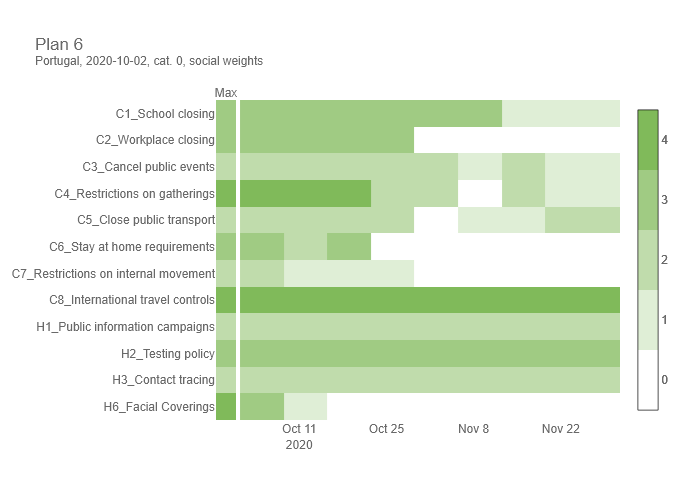 Plan 6
Portugal, 2020-10-02, cat. 0, social weights
Max
C1_School closing
C2_Workplace closing
C3_Cancel public events
C4_Restrictions on gatherings
C5_Close public transport
C6_Stay at home requirements
C7_Restrictions on internal movement
C8_International travel controls
H1_Public information campaigns
H2_Testing policy
H3_Contact tracing
H6_Facial Coverings
4
3
2
1
0
Oct 11
2020
Oct 25
Nov 8
Nov 22